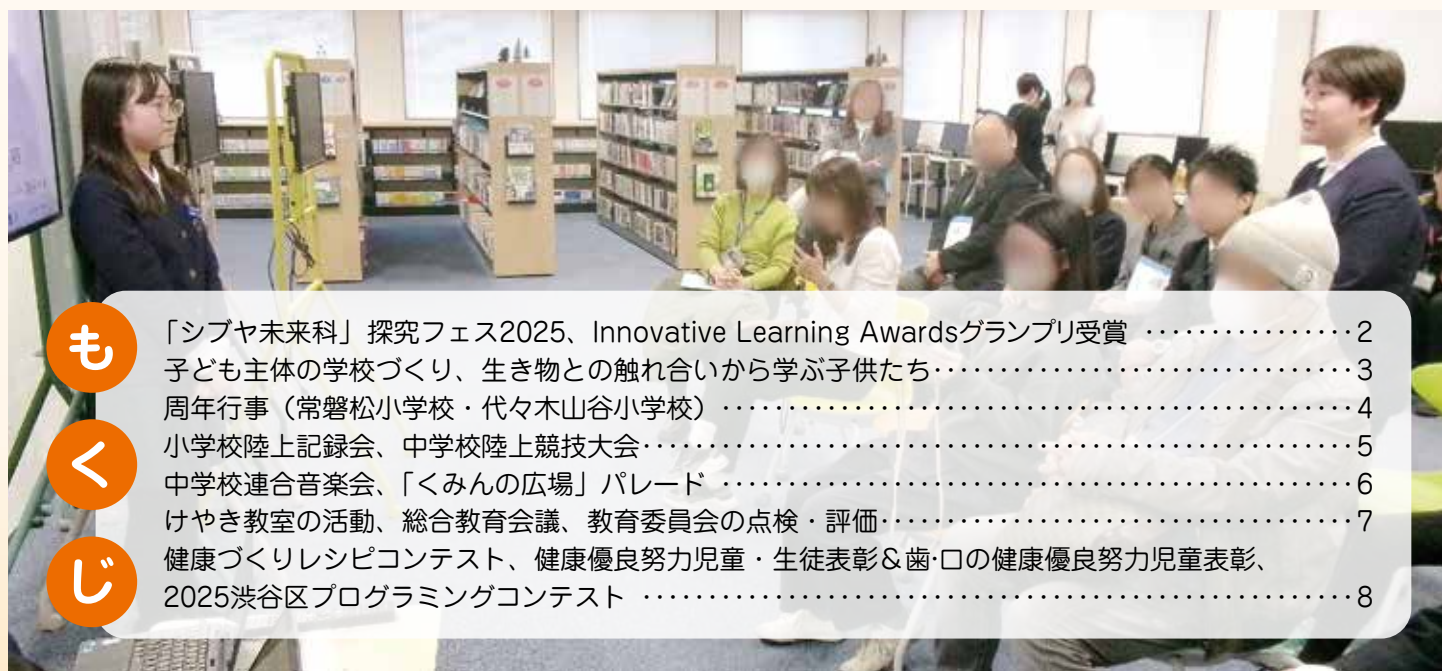 もくじ
「シブヤ未来科」探究フェス2025、Innovative Learning Awardsグランプリ受賞 ・・・・・・・・・・・・・・・・2
子ども主体の学校づくり、生き物との触れ合いから学ぶ子供たち・・・・・・・・・・・・・・・・・・・・・・・・・・・・・・・・3
周年行事（常磐松小学校・代々木山谷小学校）・・・・・・・・・・・・・・・・・・・・・・・・・・・・・・・・・・・・・・・・・・・・・・・・・・4
小学校陸上記録会、中学校陸上競技大会・・・・・・・・・・・・・・・・・・・・・・・・・・・・・・・・・・・・・・・・・・・・・・・・・・・・・・・・5
中学校連合音楽会、「くみんの広場」パレード ・・・・・・・・・・・・・・・・・・・・・・・・・・・・・・・・・・・・・・・・・・・・・・・・・6
けやき教室の活動、総合教育会議、教育委員会の点検・評価・・・・・・・・・・・・・・・・・・・・・・・・・・・・・・・・・・・・7
健康づくりレシピコンテスト、健康優良努力児童・生徒表彰＆歯・口の健康優良努力児童表彰、
2025渋谷区プログラミングコンテスト ・・・・・・・・・・・・・・・・・・・・・・・・・・・・・・・・・・・・・・・・・・・・・・・・・・・・・・・8